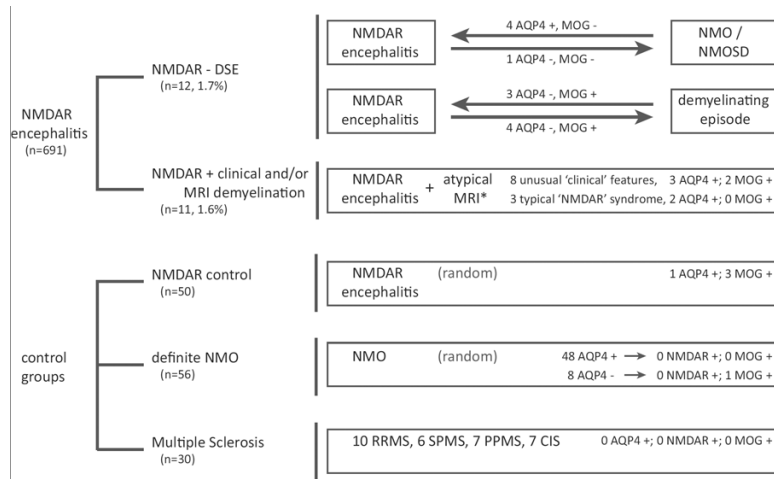 NMDAR
encephalitis
(n=691)
NMDAR - DSE
(n=12, 1.7%)
NMDAR
encephalitis
4 AQP4 +, MOG -
1 AQP4 -, MOG -
NMO /
NMOSD
NMDAR
encephalitis
3 AQP4 -, MOG +
4 AQP4 -, MOG +
demyelinating
episode
NMDAR + clinical and/or
MRI demyelination
(n=11, 1.6%)
NMDAR
encephalitis
+
atypical
MRI*
8 unusual ‘clinical’ features, 3 AQP4 +; 2 MOG +
3 typical ‘NMDAR’ syndrome, 2 AQP4 +; 0 MOG +
control
groups
NMDAR control
(n=50)
NMDAR
encephalitis
(random)
1 AQP4 +; 3 MOG +
definite NMO
(n=56)
NMO (random)
48 AQP4 + → 0 NMDAR +; 0 MOG +
8 AQP4 - → 0 NMDAR +; 1 MOG +
Multiple Sclerosis
(n=30)
10 RRMS, 6 SPMS, 7 PPMS, 7 CIS
0 AQP4 +; 0 NMDAR +; 0 MOG +